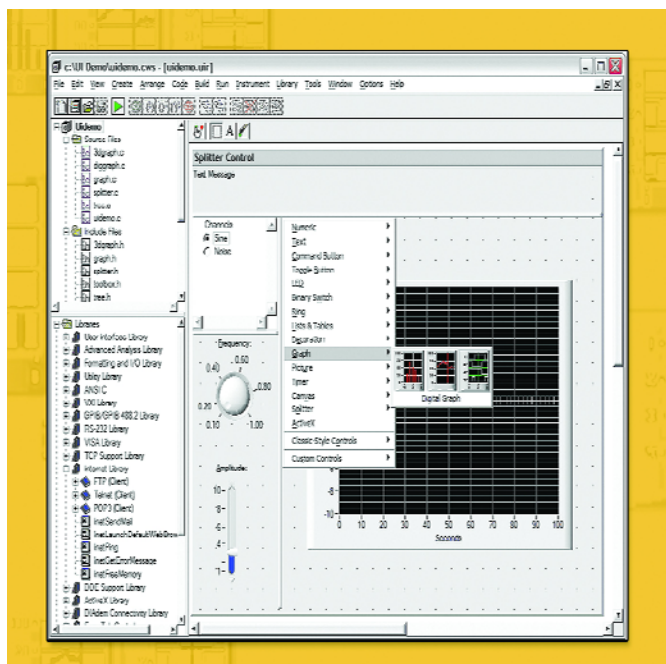 c:\UI Demo\uidemo.cws - [uidemo.uir]
File Edit View Create Arrange Code Build Run Instrument Library Tools Window Options Help
Uidemo
Source Files
3dgraph.c
diggraph.c
graph.c
splitter.c
tree.c
uidemo.c
Include Files
3dgraph.h
graph.h
splitter.h
toolbox.h
tree.h
Libraries
User Interface Library
Advanced Analysis Library
Formatting and I/O Library
Utility Library
ANSI C
VXI Library
GPIB/GPIB 488.2 Library
RS-232 Library
VISA Library
TCP Support Library
Internet Library
FTP (Client)
Telnet (Client)
POP3 (Client)
InetSendMail
InetLaunchDefaultWebBrow
InetPing
InetGetErrorMessage
InetFreeMemory
DDE Support Library
ActiveX Library
DIAdem Connectivity Library
A
Splitter Control
Text Message
Channels
Sine
Noise
Frequency:
0.40 0.60
0.20 0.80
0.10 1.00
Amplitude:
10
8
6
4
1
Numeric
Text
Command Button
Toggle Button
LED
Binary Switch
Ring
Lists & Tables
Decoration
Graph
Picture
Timer
Canvas
Splitter
ActiveX
Classic Style Controls
Custom Controls
Digital Graph
-6
-8
-10
0 10 20 30 40 50 60 70 80 90 100
Seconds